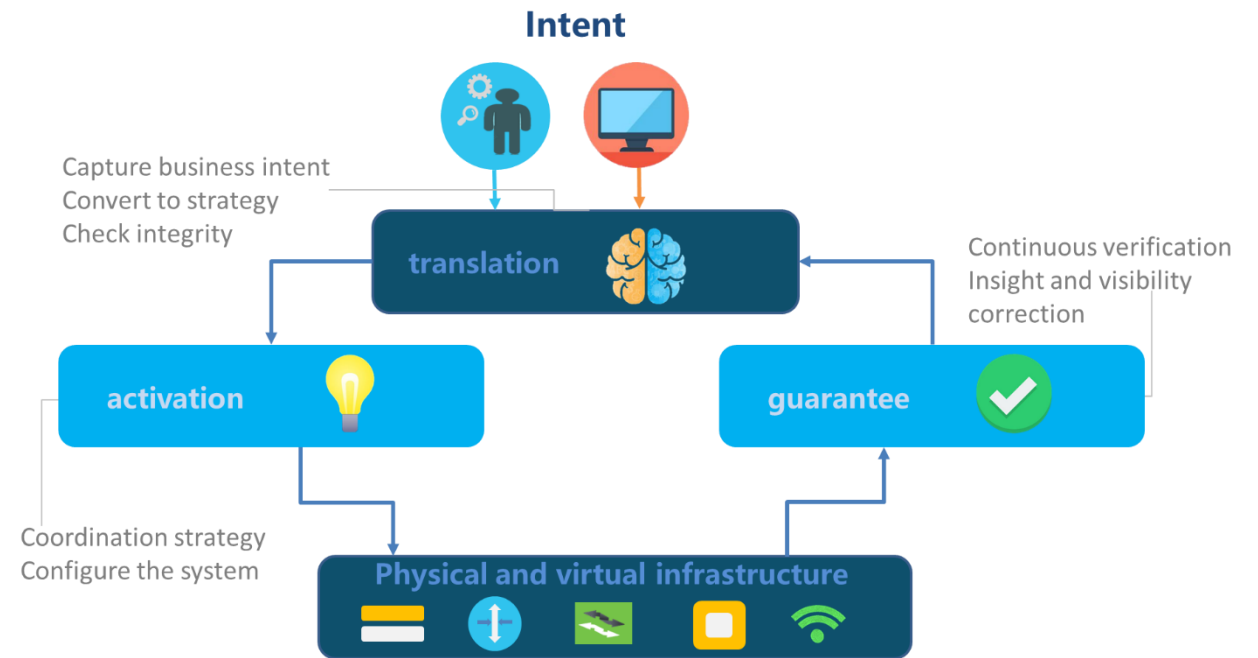 Intent
Capture business intent
Convert to strategy
Check integrity
translation
Continuous verification
Insight and visibility
correction
activation
guarantee
Coordination strategy
Configure the system
Physical and virtual infrastructure